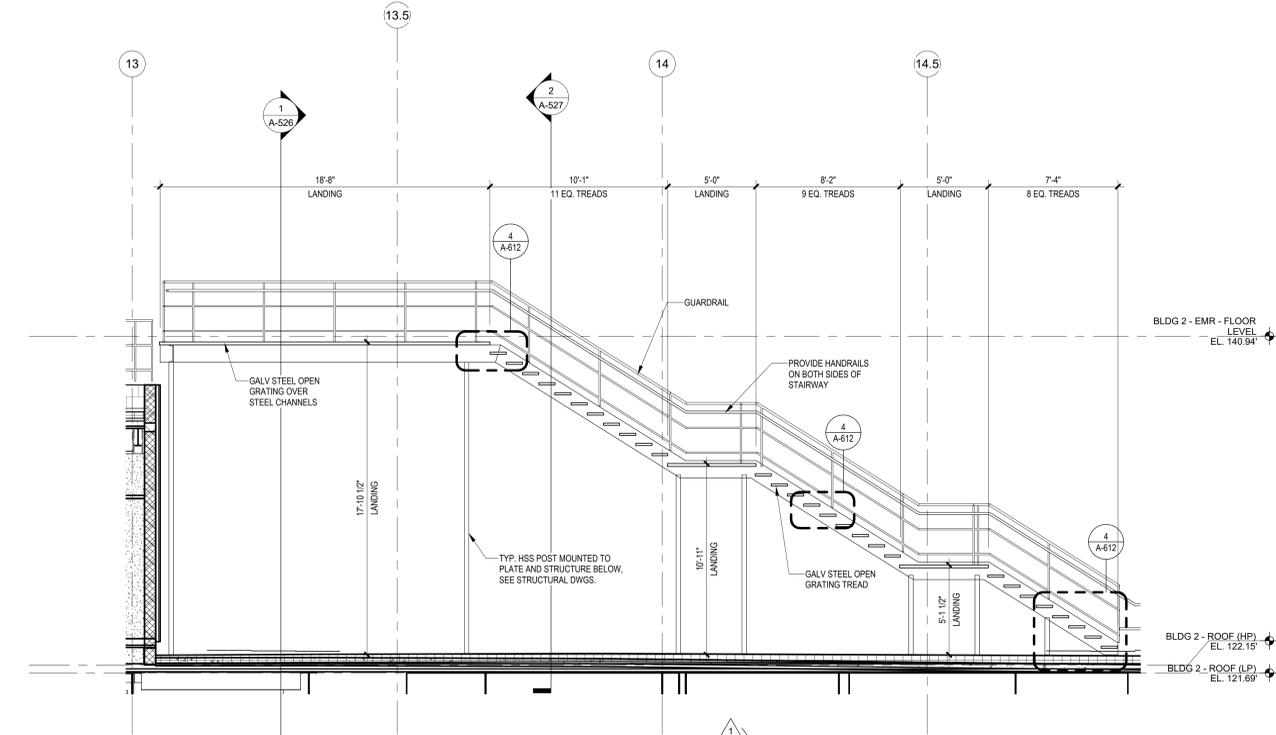 13.5
13
14
14.5
1
A-526
2
A-527
18'-8"
LANDING
10'-1"
11 EQ. TREADS
5'-0"
LANDING
8'-2"
9 EQ. TREADS
5'-0"
LANDING
7'-4"
8 EQ. TREADS
4
A-612
GUARDRAIL
BLDG 2 - EMR - FLOOR
LEVEL
EL. 140.94'
PROVIDE HANDRAILS
ON BOTH SIDES OF
STAIRWAY
GALV STEEL OPEN
GRATING OVER
STEEL CHANNELS
4
A-612
17'-10 1/2"
LANDING
TYP. HSS POST MOUNTED TO
PLATE AND STRUCTURE BELOW,
SEE STRUCTURAL DWGS.
10'-11"
LANDING
GALV STEEL OPEN
GRATING TREAD
4
A-612
5'-1 1/2"
LANDING
BLDG 2 - ROOF (HP)
EL. 122.15'
BLDG 2 - ROOF (LP)
EL. 121.69'
1